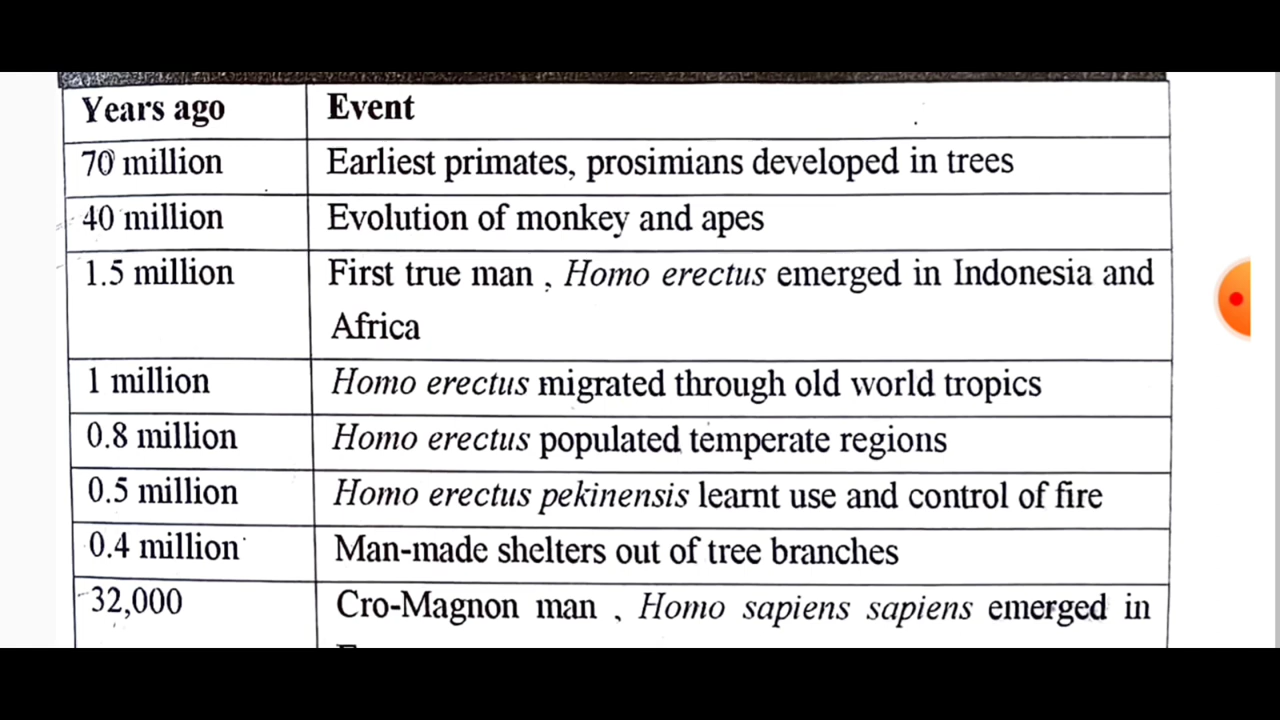 Years ago Event
70 million Earliest primates, prosimians developed in trees
40 million Evolution of monkey and apes
1.5 million First true man , Homo erectus emerged in Indonesia and
Africa
1 million Homo erectus migrated through old world tropics
0.8 million Homo erectus populated temperate regions
0.5 million Homo erectus pekinensis learnt use and control of fire
0.4 million Man-made shelters out of tree branches
32,000 Cro-Magnon man , Homo sapiens sapiens emerged in